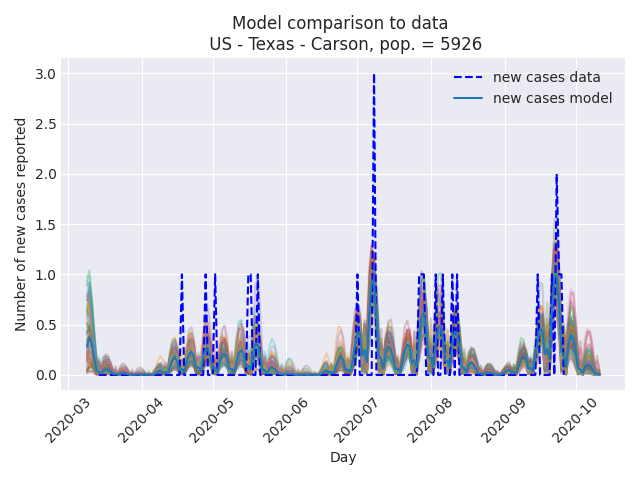 Model comparison to data
US - Texas - Carson, pop. = 5926
new cases data
new cases model
Number of new cases reported
3.0
2.5
2.0
1.5
1.0
0.5
0.0
2020-03
2020-04
2020-05
2020-06
2020-07
2020-08
2020-09
2020-10
Day